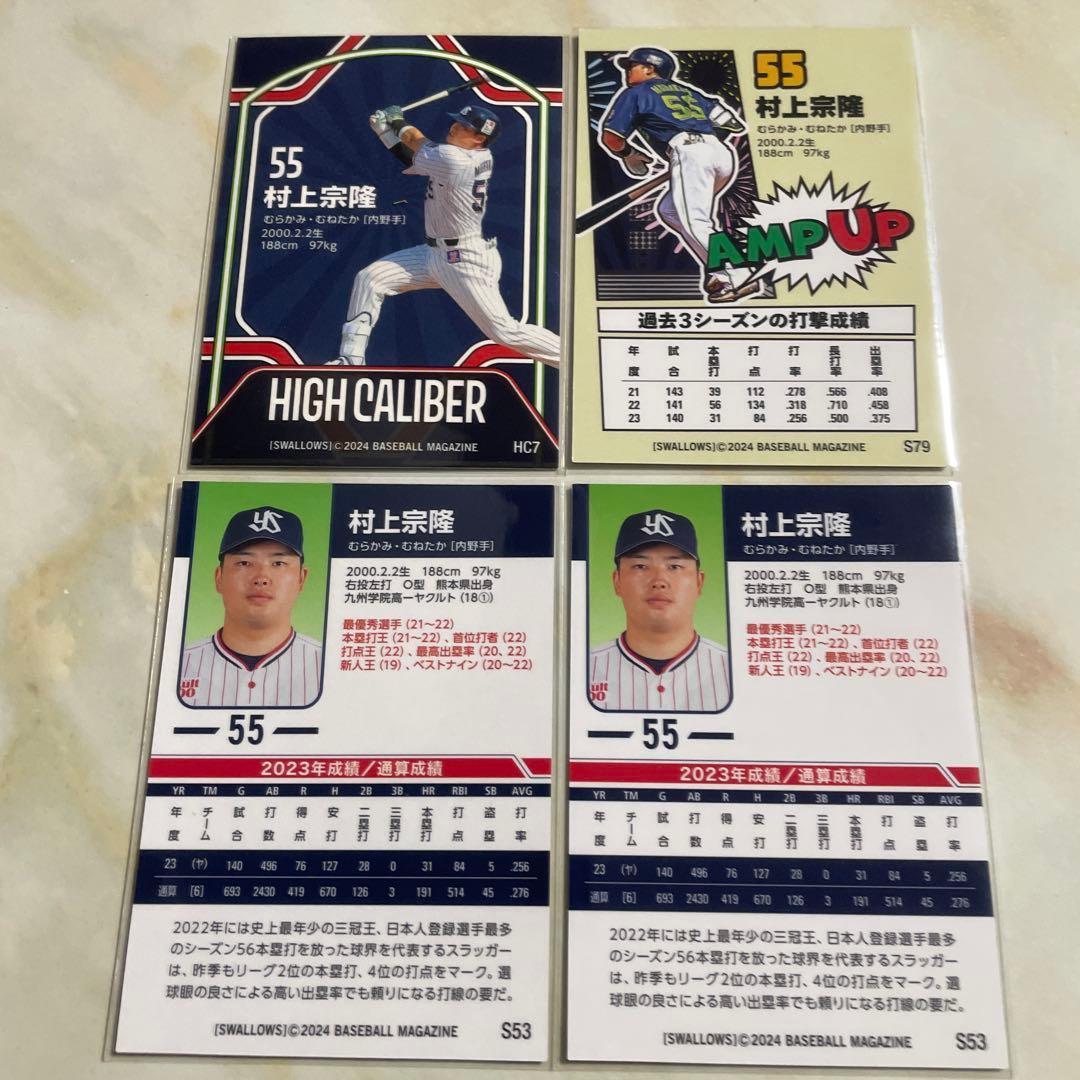 55
村上宗隆
むらかみ・むねたか [内野手]
2000.2.2生
188cm 97kg
HIGH CALIBER
[SWALLOWS]© 2024 BASEBALL MAGAZINE HC7
55
村上宗隆
むらかみ・むねたか [内野手]
2000.2.2生
188cm 97kg
55
AMP UP
過去3シーズンの打撃成績
年度 試合 本塁打 打点 打率 長打率 出塁率
21 143 39 112 .278 .566 .408
22 141 56 134 .318 .710 .458
23 140 31 84 .256 .500 .375
[SWALLOWS]©2024 BASEBALL MAGAZINE S79
YS
村上宗隆
むらかみ・むねたか [内野手]
2000.2.2生 188cm 97kg
右投左打 O型 熊本県出身
九州学院高ーヤクルト (18①)
最優秀選手 (21〜22)
本塁打王 (21〜22) 、首位打者 (22)
打点王 (22) 、最高出塁率 (20、22)
新人王 (19) 、ベストナイン (20〜22)
55
2023年成績/通算成績
YR TM G AB R H 2B 3B HR RBI SB AVG
年度 チーム 試合 打数 得点 安打 二塁打 三塁打 本塁打 打点 盗塁 打率
23 (ヤ) 140 496 76 127 28 0 31 84 5 .256
通算 [6] 693 2430 419 670 126 3 191 514 45 .276
2022年には史上最年少の三冠王、日本人登録選手最多
のシーズン56本塁打を放った球界を代表するスラッガー
は、昨季もリーグ2位の本塁打、4位の打点をマーク。選
球眼の良さによる高い出塁率でも頼りになる打線の要だ。
[SWALLOWS]©2024 BASEBALL MAGAZINE S53
YS
村上宗隆
むらかみ・むねたか [内野手]
2000.2.2生 188cm 97kg
右投左打 O型 熊本県出身
九州学院高ーヤクルト (18①)
最優秀選手 (21〜22)
本塁打王 (21〜22) 、首位打者 (22)
打点王 (22) 、最高出塁率 (20、22)
新人王 (19) 、ベストナイン (20〜22)
55
2023年成績/通算成績
YR TM G AB R H 2B 3B HR RBI SB AVG
年度 チーム 試合 打数 得点 安打 二塁打 三塁打 本塁打 打点 盗塁 打率
23 (ヤ) 140 496 76 127 28 0 31 84 5 .256
通算 [6] 693 2430 419 670 126 3 191 514 45 .276
2022年には史上最年少の三冠王、日本人登録選手最多
のシーズン56本塁打を放った球界を代表するスラッガー
は、昨季もリーグ2位の本塁打、4位の打点をマーク。選
球眼の良さによる高い出塁率でも頼りになる打線の要だ。
[SWALLOWS]©2024 BASEBALL MAGAZINE S53